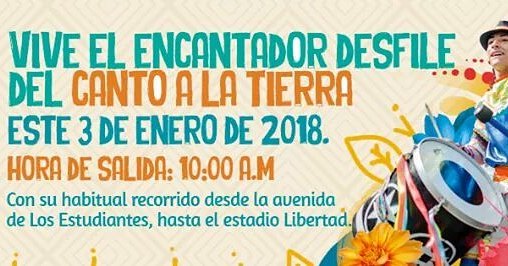 VIVE EL ENCANTADOR DESFILE
DEL CANTO A LA TIERRA
ESTE 3 DE ENERO DE 2018.
HORA DE SALIDA: 10:00 A.M
Con su habitual recorrido desde la avenida
de Los Estudiantes, hasta el estadio Libertad.